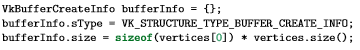 VkBufferCreateInfo bufferInfo = {};
bufferInfo.sType = VK_STRUCTURE_TYPE_BUFFER_CREATE_INFO;
bufferInfo.size = sizeof(vertices[0]) * vertices.size();